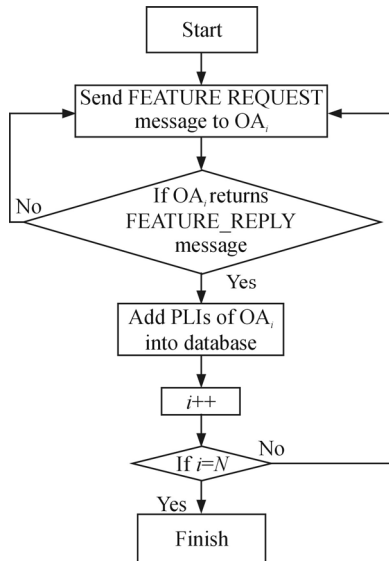 Start
Send FEATURE REQUEST
message to OAi
If OAi returns
FEATURE_REPLY
message
No
Yes
Add PLIs of OAi
into database
i++
If i=N
No
Yes
Finish